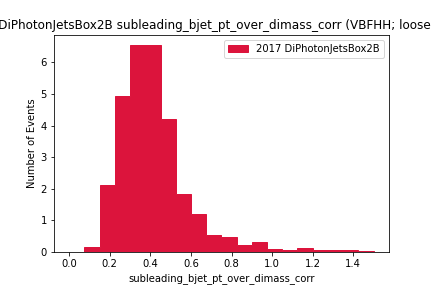 DiPhotonJetsBox2B subleading_bjet_pt_over_dimass_corr (VBFHH; loose
2017 DiPhotonJetsBox2B
Number of Events
6
5
4
3
2
1
0
0.0 0.2 0.4 0.6 0.8 1.0 1.2 1.4
subleading_bjet_pt_over_dimass_corr